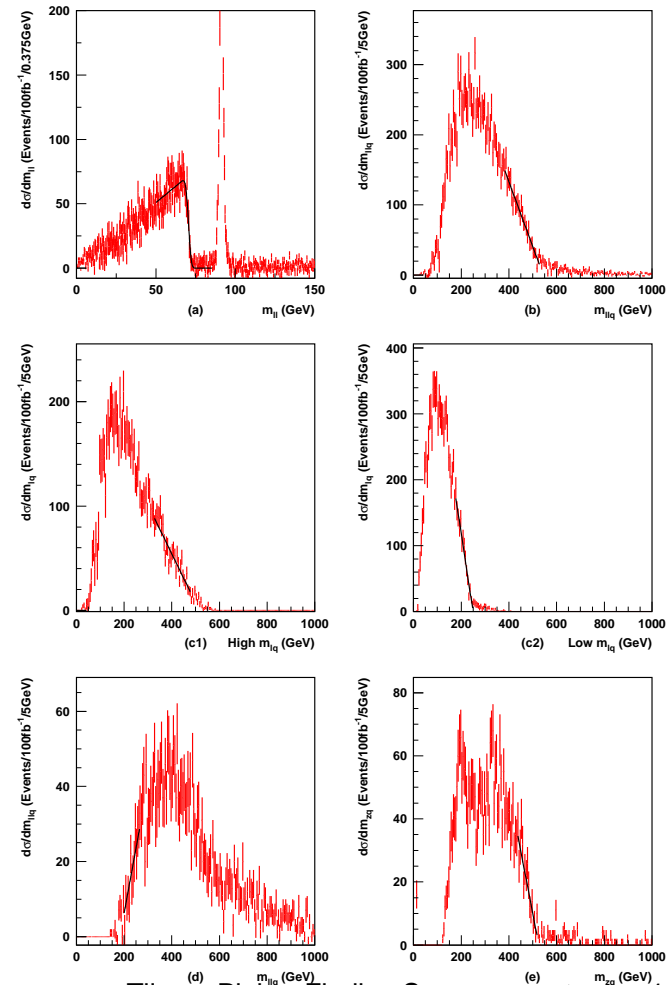 dσ/dm_ll (Events/100fb^-1/0.375GeV)
200
150
100
50
0
0 50 100 150
(a) m_ll (GeV)
dσ/dm_llq (Events/100fb^-1/5GeV)
300
200
100
0
0 200 400 600 800 1000
(b) m_llq (GeV)
dσ/dm_lq (Events/100fb^-1/5GeV)
200
100
0
0 200 400 600 800 1000
(c1) High m_lq (GeV)
dσ/dm_lq (Events/100fb^-1/5GeV)
400
300
200
100
0
0 200 400 600 800 1000
(c2) Low m_lq (GeV)
dσ/dm_llq (Events/100fb^-1/5GeV)
60
40
20
0
0 200 400 600 800 1000
(d) m_llq (GeV)
dσ/dm_zq (Events/100fb^-1/5GeV)
80
60
40
20
0
0 200 400 600 800 1000
(e) m_zq (GeV)